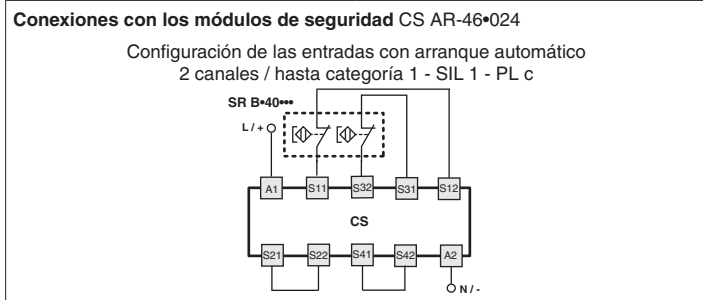 Conexiones con los módulos de seguridad CS AR-46•024
Configuración de las entradas con arranque automático
2 canales / hasta categoría 1 - SIL 1 - PL c
SR B•40•••
L / +
A1 S11 S32 S31 S12
CS
S21 S22 S41 S42 A2
N / -